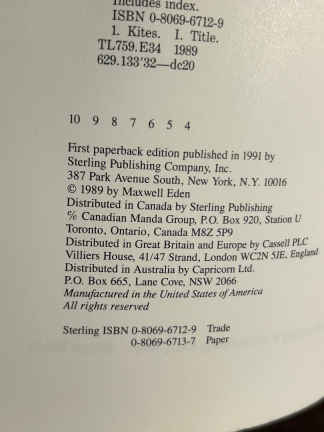 Includes index.
ISBN 0-8069-6712-9
1. Kites. I. Title.
TL759.E34 1989
629.133'32—dc20
10 9 8 7 6 5 4
First paperback edition published in 1991 by
Sterling Publishing Company, Inc.
387 Park Avenue South, New York, N.Y. 10016
© 1989 by Maxwell Eden
Distributed in Canada by Sterling Publishing
℅ Canadian Manda Group, P.O. Box 920, Station U
Toronto, Ontario, Canada M8Z 5P9
Distributed in Great Britain and Europe by Cassell PLC
Villiers House, 41/47 Strand, London WC2N 5JE, England
Distributed in Australia by Capricorn Ltd.
P.O. Box 665, Lane Cove, NSW 2066
Manufactured in the United States of America
All rights reserved
Sterling ISBN 0-8069-6712-9 Trade
0-8069-6713-7 Paper